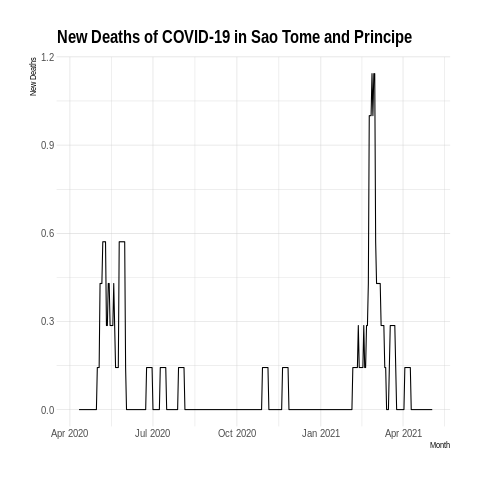 New Deaths of COVID-19 in Sao Tome and Principe
New Deaths
1.2
0.9
0.6
0.3
0.0
Apr 2020 Jul 2020 Oct 2020 Jan 2021 Apr 2021
Month